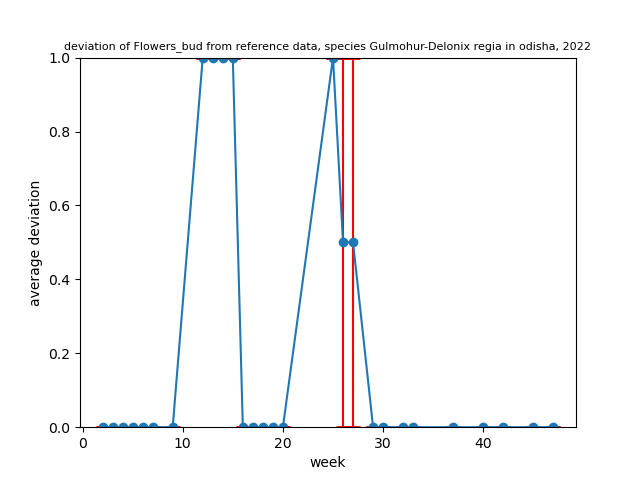 deviation of Flowers_bud from reference data, species Gulmohur-Delonix regia in odisha, 2022
1.0
0.8
0.6
0.4
0.2
0.0
average deviation
0 10 20 30 40
week